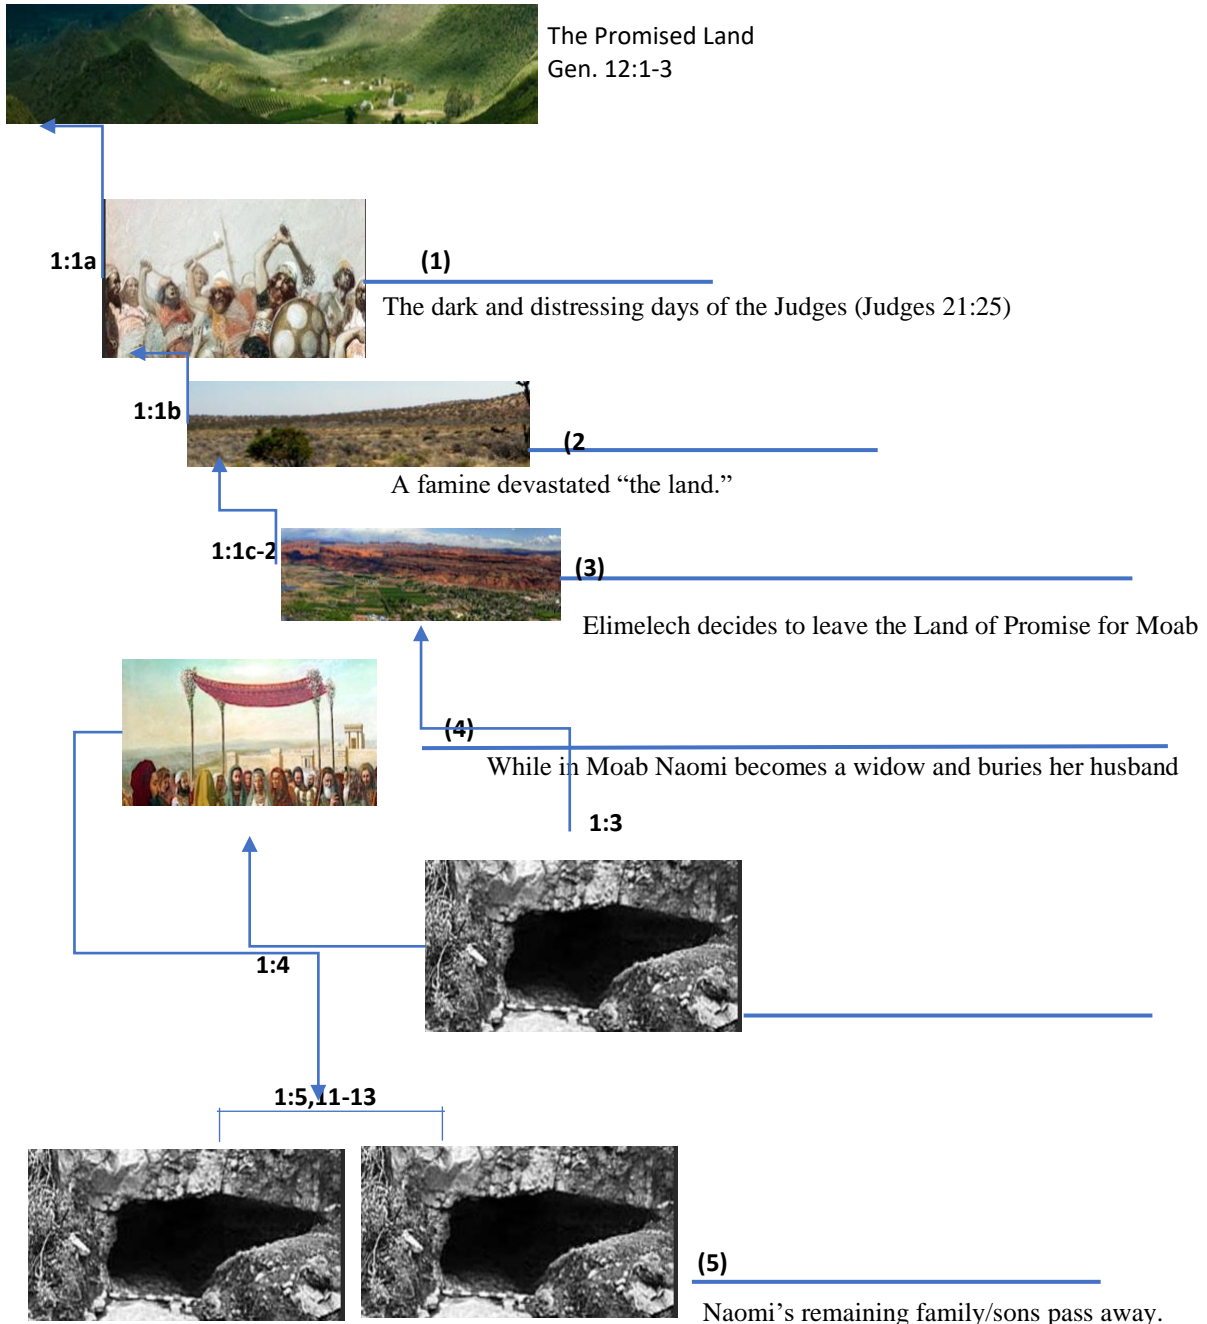 The Promised Land
Gen. 12:1-3
1:1a
(1)
The dark and distressing days of the Judges (Judges 21:25)
1:1b
(2
A famine devastated “the land.”
1:1c-2
(3)
Elimelech decides to leave the Land of Promise for Moab
(4)
While in Moab Naomi becomes a widow and buries her husband
1:3
1:4
1:5,11-13
(5)
Naomi’s remaining family/sons pass away.